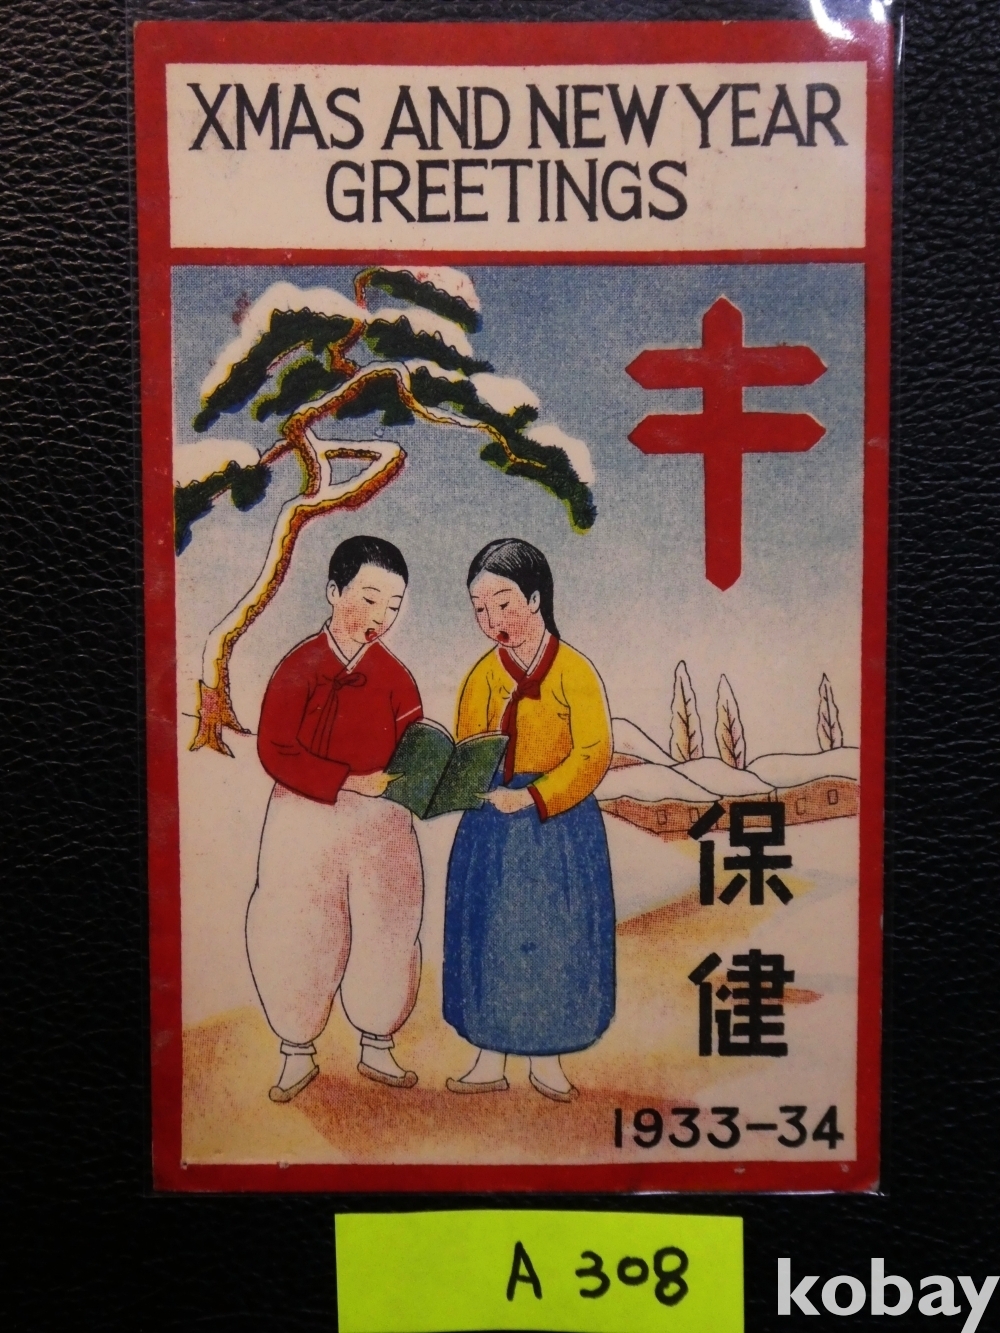 XMAS AND NEW YEAR
GREETINGS
保
健
1933-34
A 308
kobay